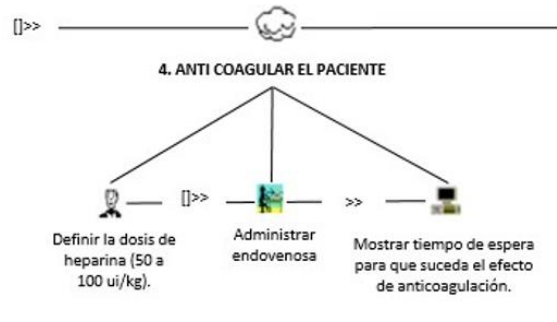 []>>
4. ANTI COAGULAR EL PACIENTE
[]>>
>>
Definir la dosis de
heparina (50 a
100 ui/kg).
Administrar
endovenosa
Mostrar tiempo de espera
para que suceda el efecto
de anticoagulación.